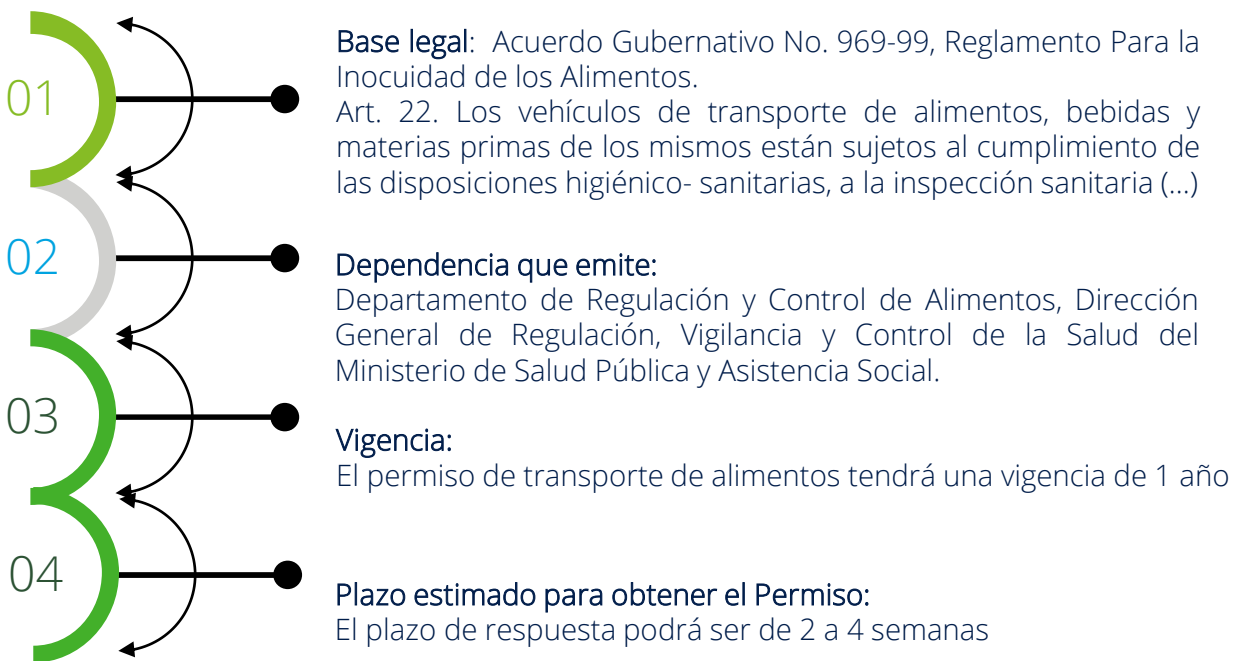 01
Base legal: Acuerdo Gubernativo No. 969-99, Reglamento Para la
Inocuidad de los Alimentos.
Art. 22. Los vehículos de transporte de alimentos, bebidas y
materias primas de los mismos están sujetos al cumplimiento de
las disposiciones higiénico- sanitarias, a la inspección sanitaria (...)
02
Dependencia que emite:
Departamento de Regulación y Control de Alimentos, Dirección
General de Regulación, Vigilancia y Control de la Salud del
Ministerio de Salud Pública y Asistencia Social.
03
Vigencia:
El permiso de transporte de alimentos tendrá una vigencia de 1 año
04
Plazo estimado para obtener el Permiso:
El plazo de respuesta podrá ser de 2 a 4 semanas